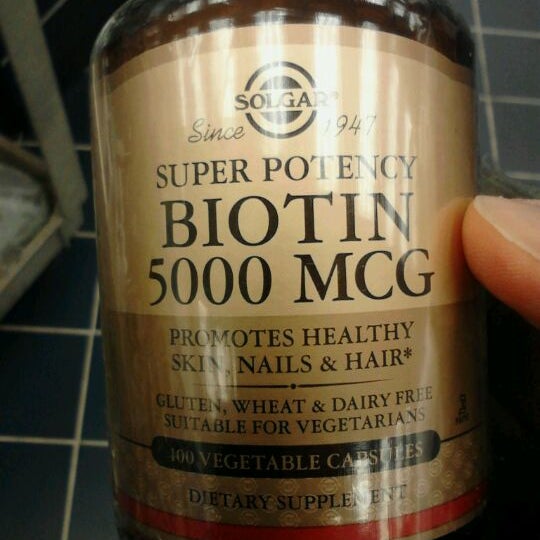 SOLGAR®
Since 1947
SUPER POTENCY
BIOTIN
5000 MCG
PROMOTES HEALTHY
SKIN, NAILS & HAIR*
GLUTEN, WHEAT & DAIRY FREE
SUITABLE FOR VEGETARIANS
100 VEGETABLE CAPSULES
DIETARY SUPPLEMENT